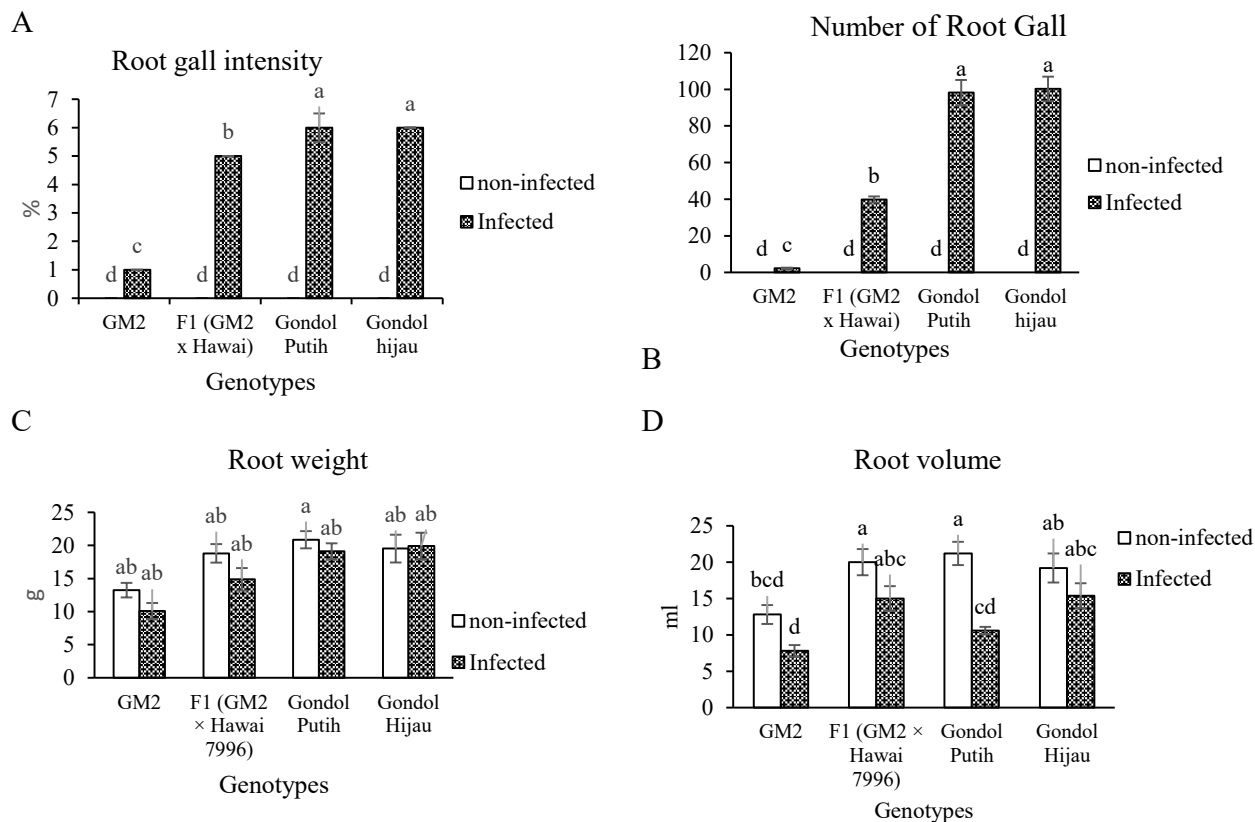 A
Root gall intensity
7
6
5
4
3
2
1
0
%
d
c
d
b
d
a
d
a
GM2
F1 (GM2
x Hawai)
Gondol
Putih
Gondol
hijau
Genotypes
non-infected
Infected
Number of Root Gall
120
100
80
60
40
20
0
d
c
d
b
d
a
d
a
GM2
F1 (GM2
x Hawai)
Gondol
Putih
Gondol
hijau
Genotypes
non-infected
Infected
B
C
Root weight
25
20
15
10
5
0
g
ab
ab
ab
ab
a
ab
ab
ab
GM2
F1 (GM2
× Hawai
7996)
Gondol
Putih
Gondol
Hijau
Genotypes
non-infected
Infected
D
Root volume
25
20
15
10
5
0
ml
bcd
d
a
abc
a
cd
ab
abc
GM2
F1 (GM2 ×
Hawai
7996)
Gondol
Putih
Gondol
Hijau
Genotypes
non-infected
Infected